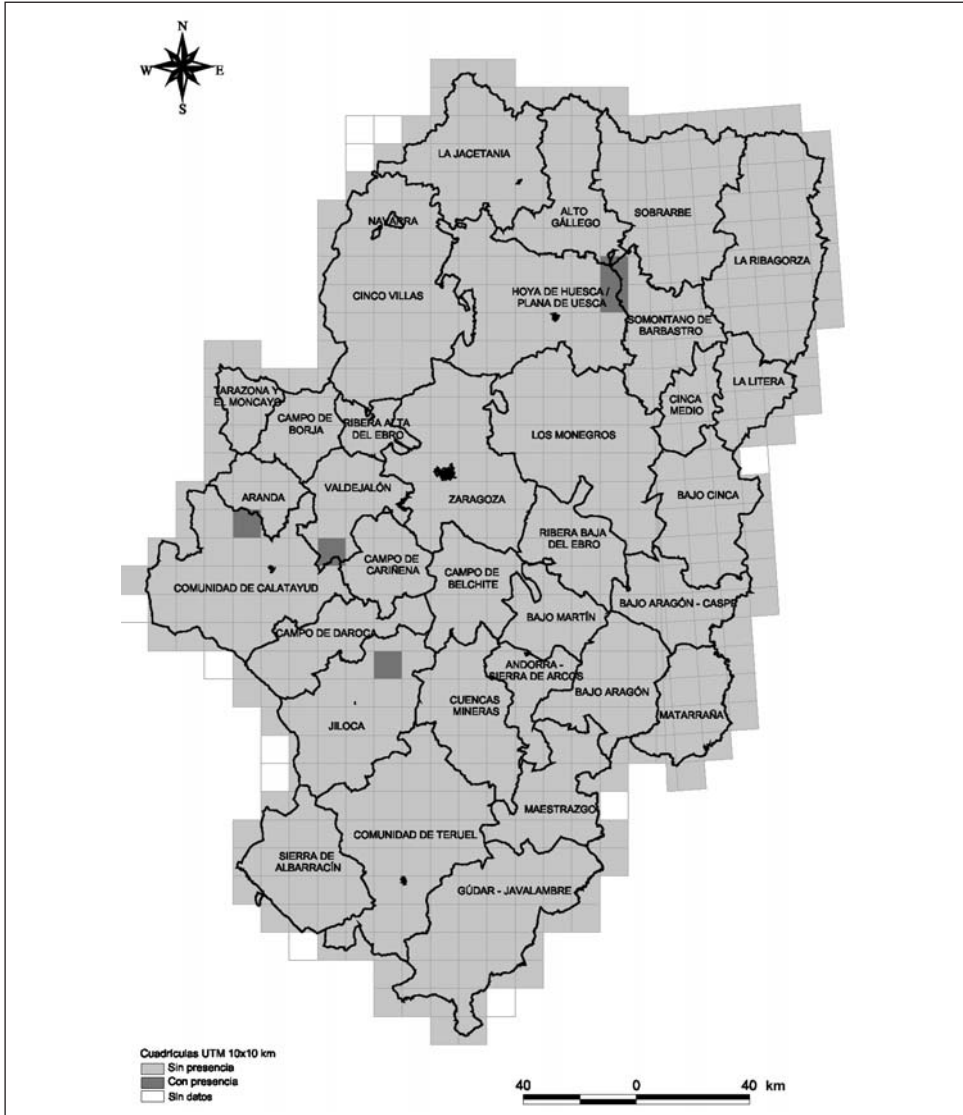 N
W E
S
LA JACETANIA
NAVARRA
ALTO
GÁLLEGO
SOBRARBE
LA RIBAGORZA
CINCO VILLAS
HOYA DE HUESCA /
PLANA DE UESCA
SOMONTANO DE
BARBASTRO
TARAZONA Y
EL MONCAYO
CAMPO DE
BORJA
RIBERA ALTA
DEL EBRO
LOS MONEGROS
CINCA
MEDIO
LA LITERA
ARANDA
VALDEJALÓN
ZARAGOZA
BAJO CINCA
COMUNIDAD DE CALATAYUD
CAMPO DE
CARIÑENA
CAMPO DE
BELCHITE
RIBERA BAJA
DEL EBRO
BAJO ARAGÓN - CASPE
CAMPO DE DAROCA
BAJO MARTÍN
ANDORRA -
SIERRA DE ARCOS
JILOCA
CUENCAS
MINERAS
BAJO ARAGÓN
MATARRAÑA
MAESTRAZGO
COMUNIDAD DE TERUEL
SIERRA DE
ALBARRACÍN
GÚDAR - JAVALAMBRE
Cuadrículas UTM 10x10 km
Sin presencia
Con presencia
Sin datos
40 0 40 km